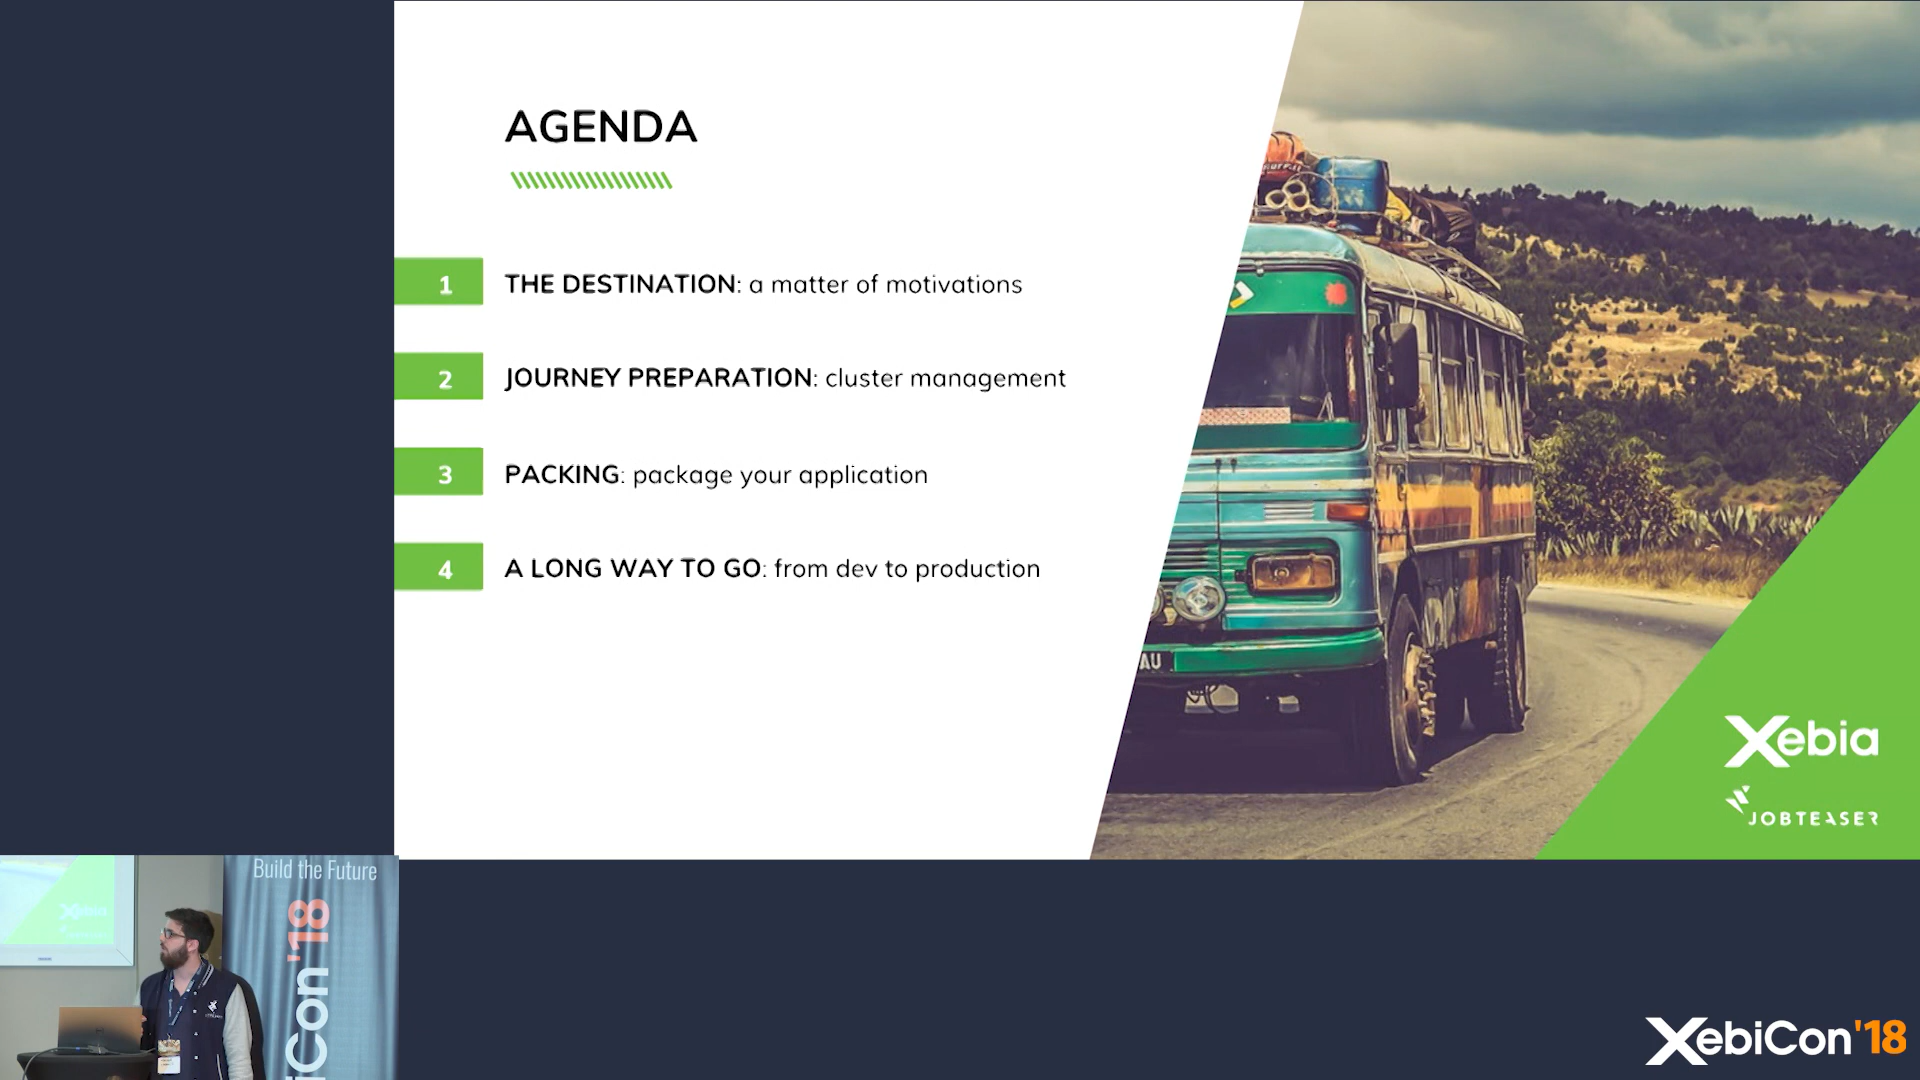 AGENDA
1 THE DESTINATION: a matter of motivations
2 JOURNEY PREPARATION: cluster management
3 PACKING: package your application
4 A LONG WAY TO GO: from dev to production
AU
Xebia
JOBTEASER
Build the Future
iCon '18
XebiCon'18